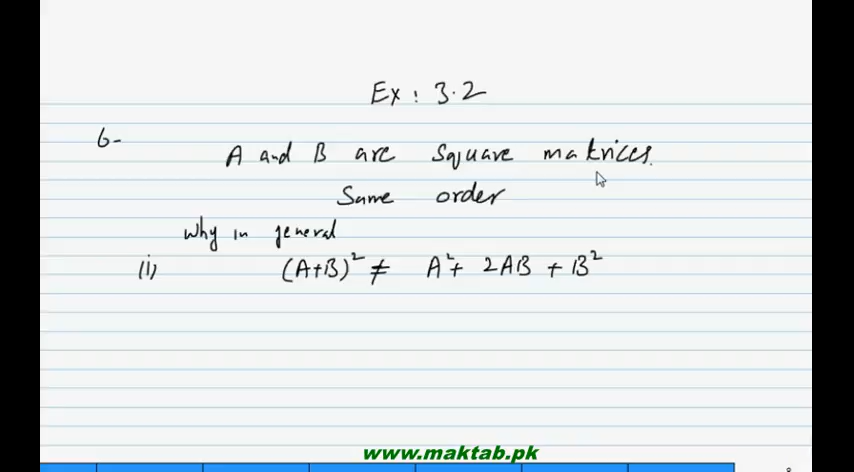 Ex : 3.2
6-
A and B are square matrices.
Same order
Why in general
(i) (A+B)² ≠ A² + 2AB + B²
www.maktab.pk